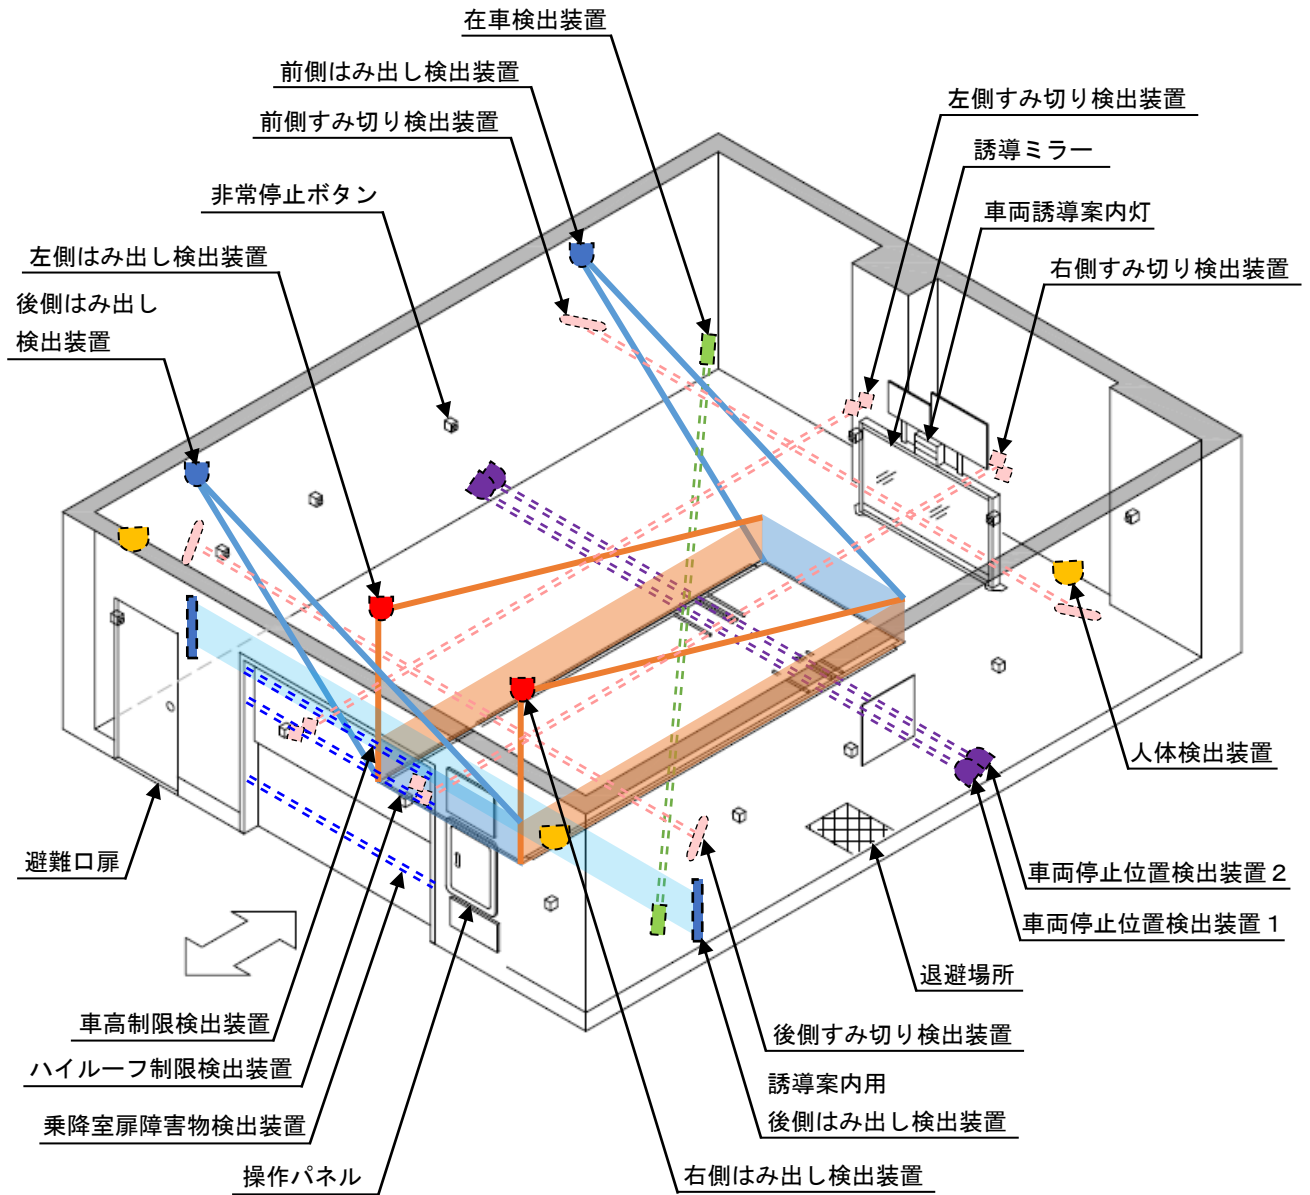 在車検出装置
前側はみ出し検出装置
前側すみ切り検出装置
左側すみ切り検出装置
誘導ミラー
非常停止ボタン
車両誘導案内灯
左側はみ出し検出装置
右側すみ切り検出装置
後側はみ出し
検出装置
人体検出装置
避難口扉
車両停止位置検出装置2
車両停止位置検出装置1
退避場所
車高制限検出装置
後側すみ切り検出装置
ハイルーフ制限検出装置
誘導案内用
後側はみ出し検出装置
乗降室扉障害物検出装置
操作パネル
右側はみ出し検出装置